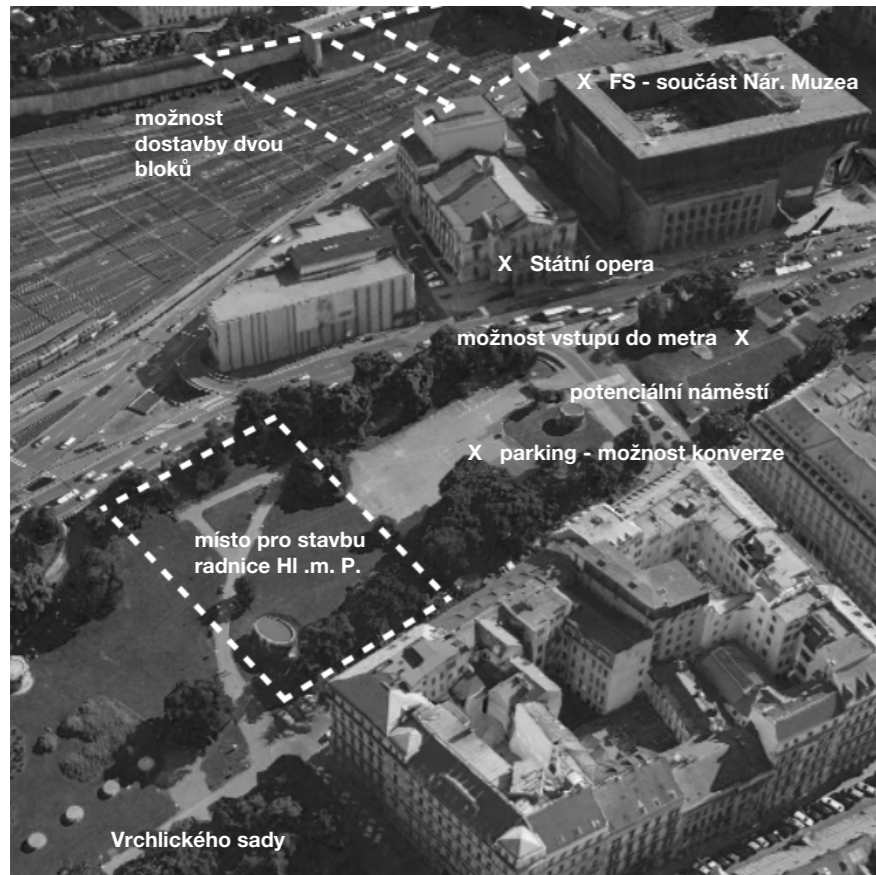 X FS - součást Nár. Muzea
možnost
dostavby dvou
bloků
X Státní opera
možnost vstupu do metra X
potenciální náměstí
X parking - možnost konverze
místo pro stavbu
radnice Hl .m. P.
Vrchlického sady